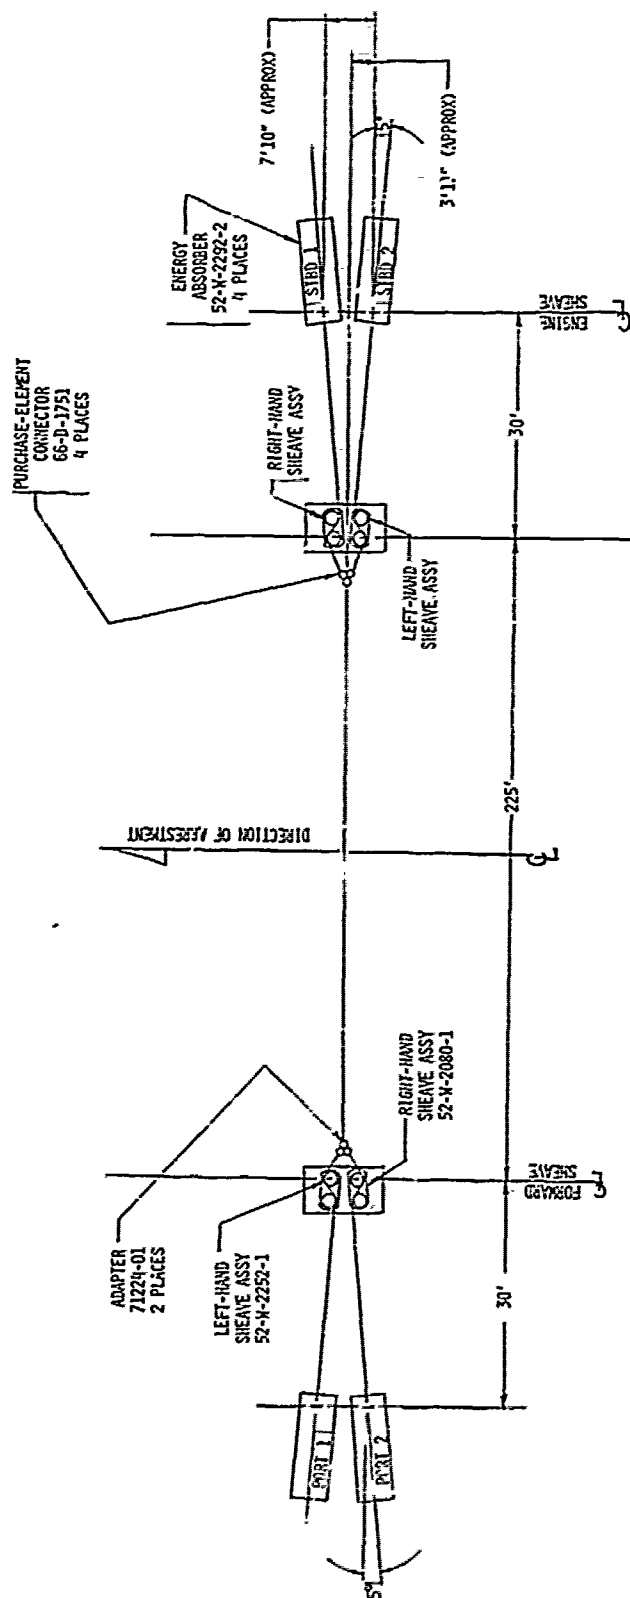 7'10" (APPROX)
3'11" (APPROX)
ENERGY
ABSORBER
52-W-2292-2
4 PLACES
STBD 1
STBD 2
ENGINE
SHEAVE
PURCHASE-ELEMENT
CONNECTOR
66-D-1751
4 PLACES
RIGHT-HAND
SHEAVE ASSY
LEFT-HAND
SHEAVE ASSY
30'
225'
DIRECTION OF ARRESTMENT
ADAPTER
71224-01
2 PLACES
LEFT-HAND
SHEAVE ASSY
52-W-2252-1
RIGHT-HAND
SHEAVE ASSY
52-W-2080-1
FORWARD
SHEAVE
30'
PORT 1
PORT 2